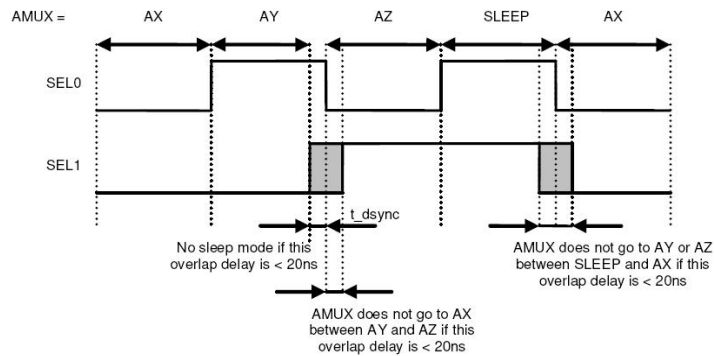 AMUX = AX AY AZ SLEEP AX
SEL0
SEL1
t_dsync
No sleep mode if this
overlap delay is < 20ns
AMUX does not go to AY or AZ
between SLEEP and AX if this
overlap delay is < 20ns
AMUX does not go to AX
between AY and AZ if this
overlap delay is < 20ns